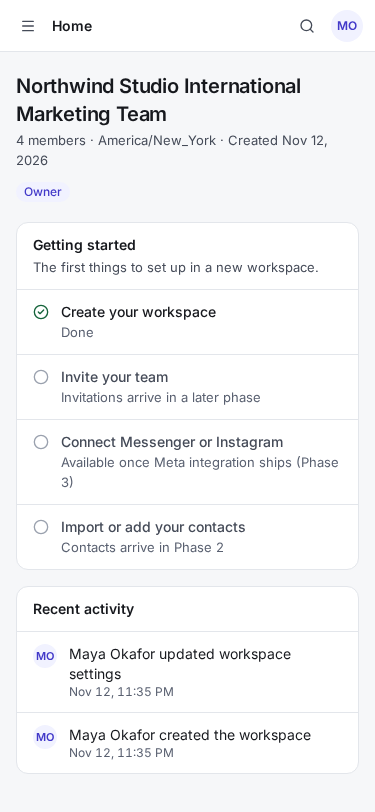 Home
MO
Northwind Studio International
Marketing Team
4 members · America/New_York · Created Nov 12,
2026
Owner
Getting started
The first things to set up in a new workspace.
Create your workspace
Done
Invite your team
Invitations arrive in a later phase
Connect Messenger or Instagram
Available once Meta integration ships (Phase
3)
Import or add your contacts
Contacts arrive in Phase 2
Recent activity
MO
Maya Okafor updated workspace
settings
Nov 12, 11:35 PM
MO
Maya Okafor created the workspace
Nov 12, 11:35 PM